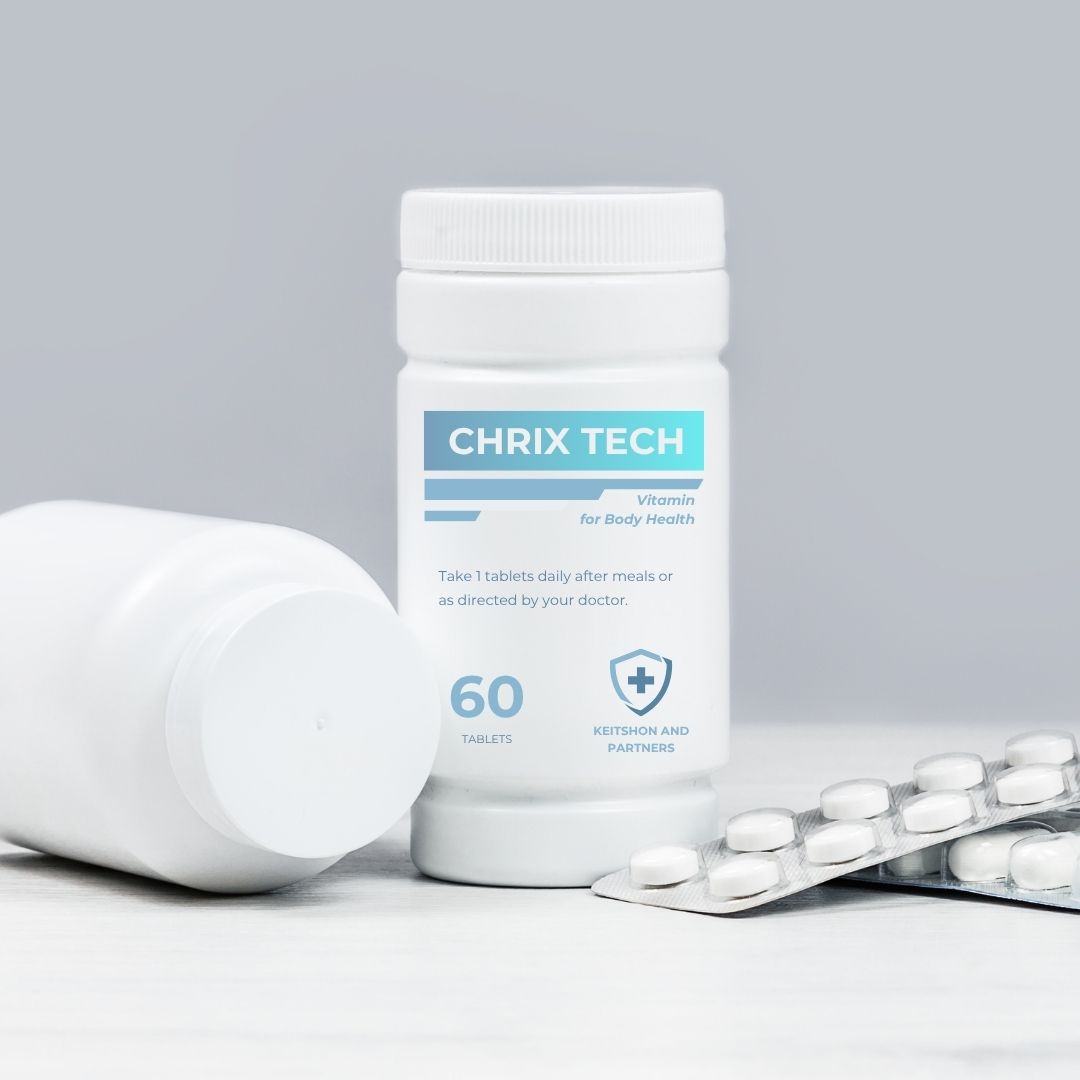 CHRIX TECH
Vitamin
for Body Health
Take 1 tablets daily after meals or
as directed by your doctor.
60
TABLETS
KEITSHON AND
PARTNERS